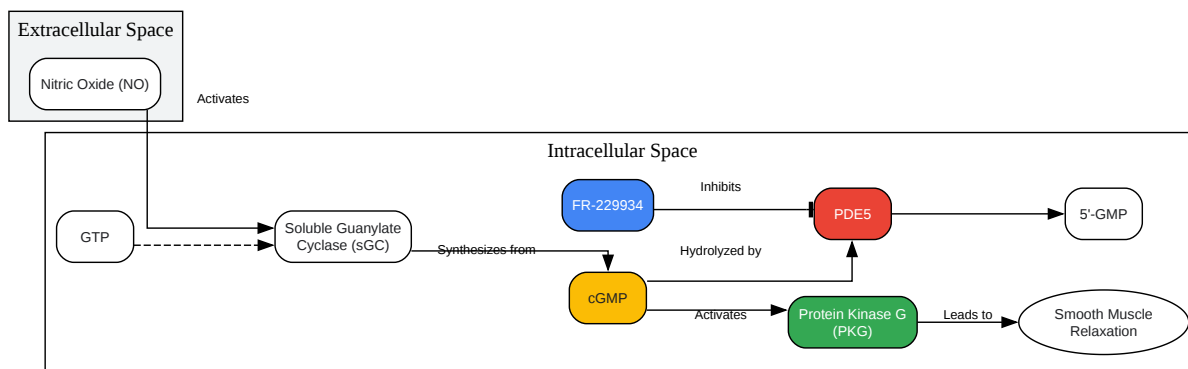 Extracellular Space
Nitric Oxide (NO)
Activates
Intracellular Space
FR-229934
Inhibits
PDE5
5'-GMP
GTP
Soluble Guanylate
Cyclase (sGC)
Synthesizes from
Hydrolyzed by
cGMP
Activates
Protein Kinase G
(PKG)
Leads to
Smooth Muscle
Relaxation